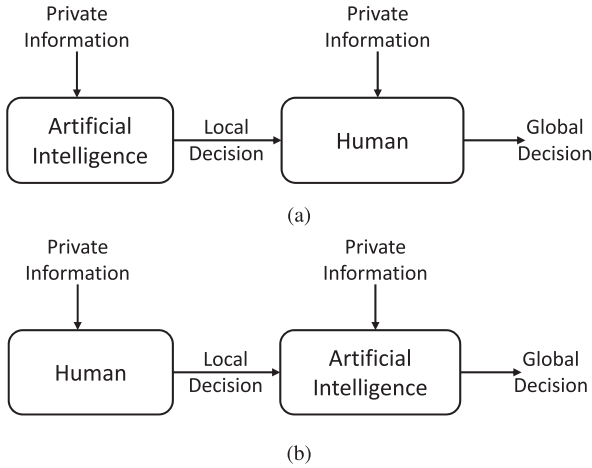 Private
Information
Private
Information
Artificial
Intelligence
Local
Decision
Human
Global
Decision
(a)
Private
Information
Private
Information
Human
Local
Decision
Artificial
Intelligence
Global
Decision
(b)